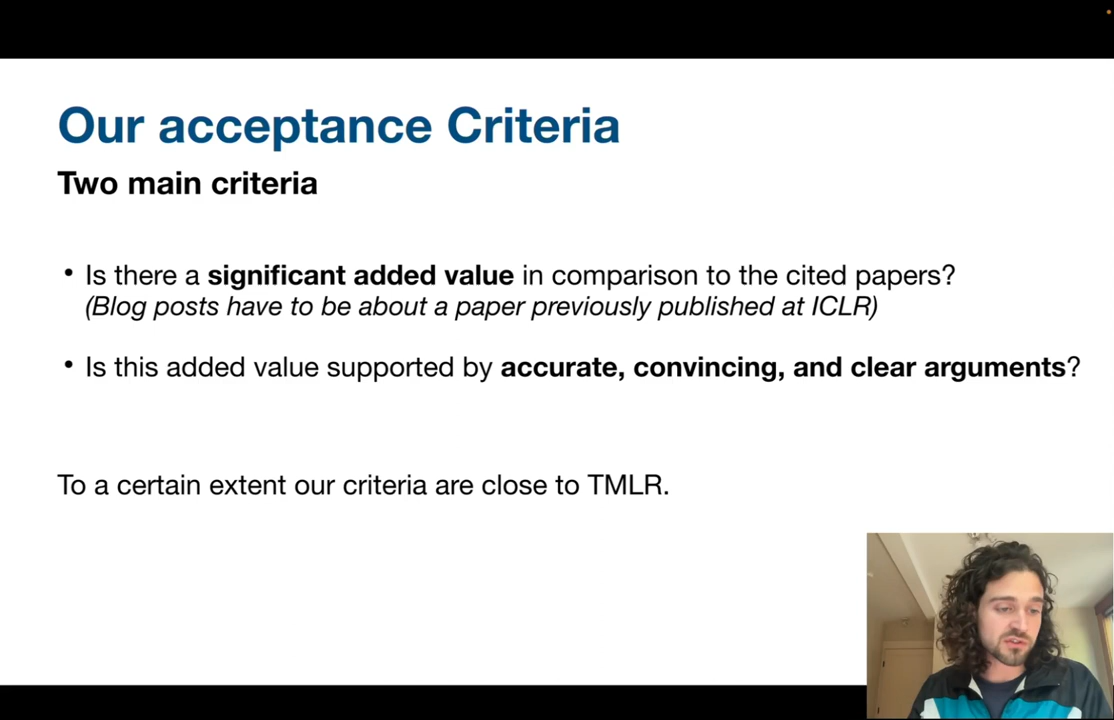 Our acceptance Criteria
Two main criteria
• Is there a significant added value in comparison to the cited papers?
(Blog posts have to be about a paper previously published at ICLR)
• Is this added value supported by accurate, convincing, and clear arguments?
To a certain extent our criteria are close to TMLR.